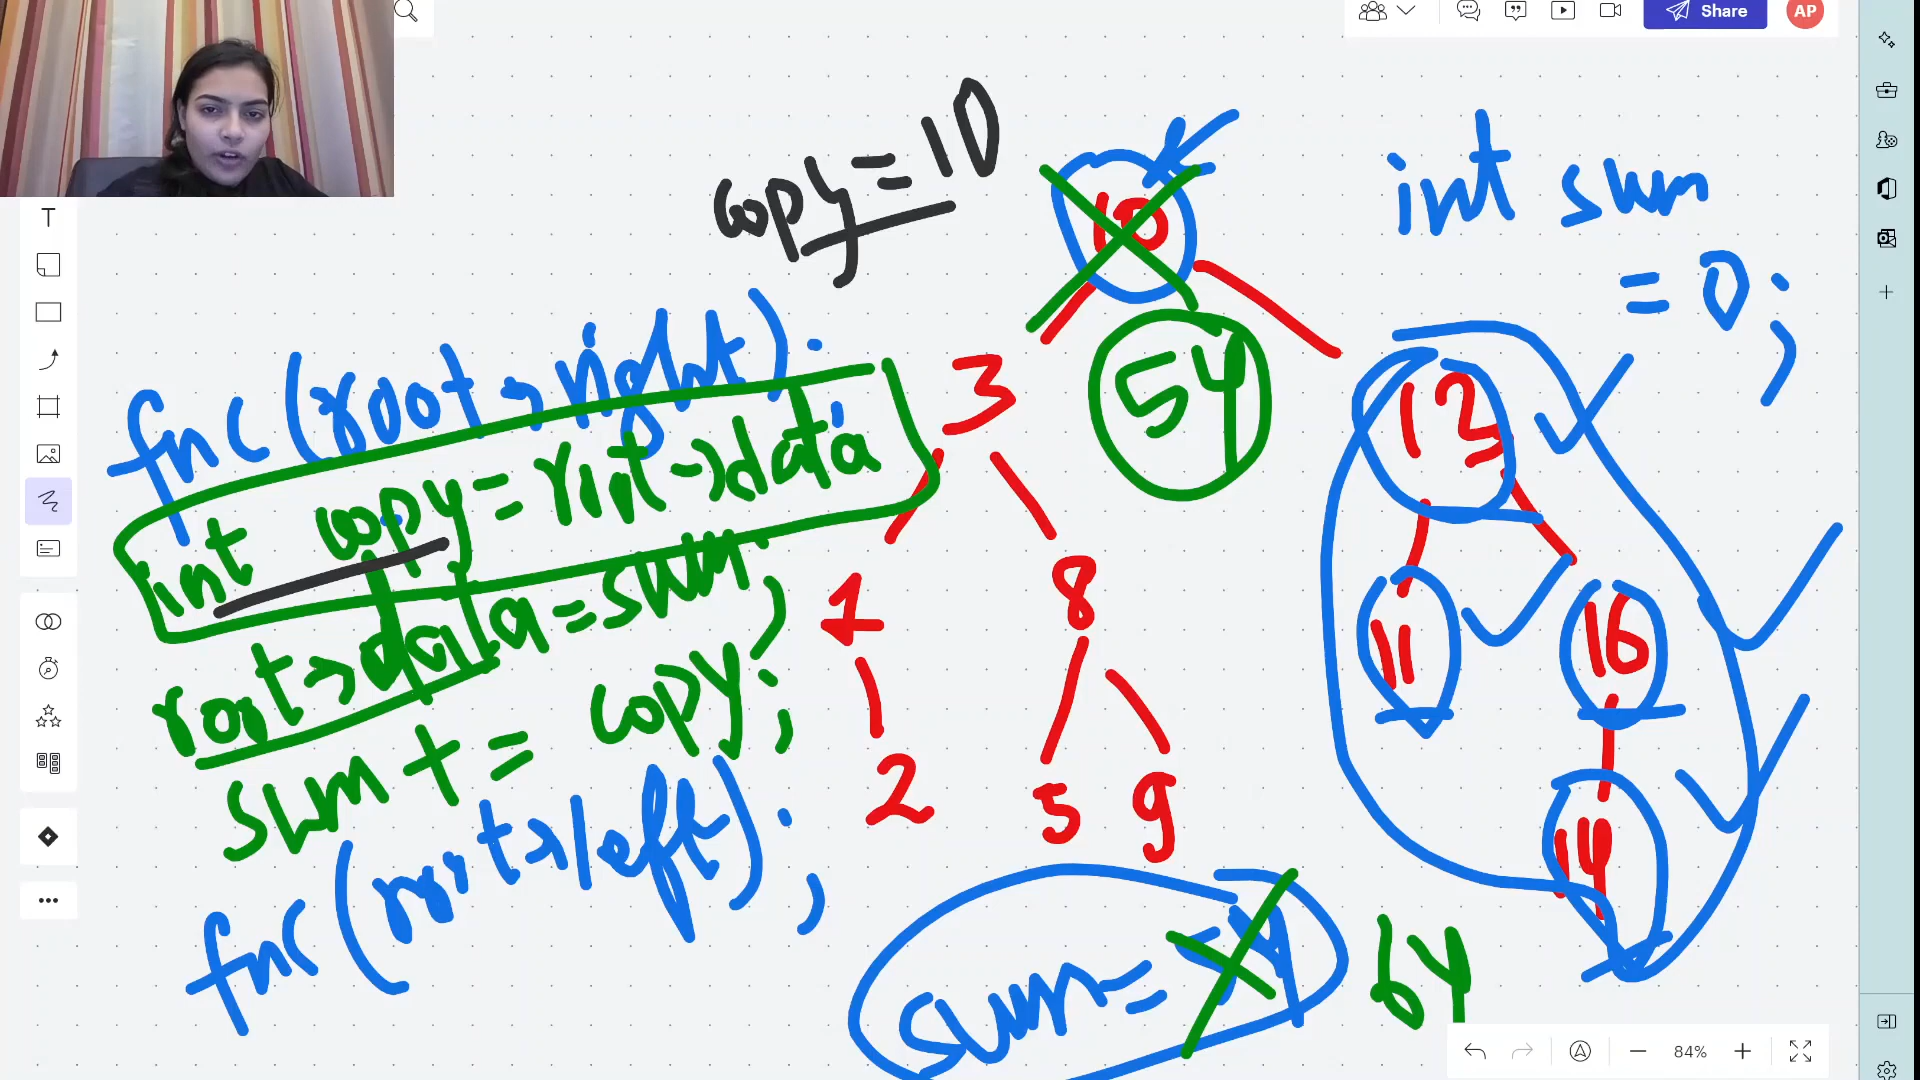 Share
AP
copy = 10
10
int sum
= 0;
fnc (root→right);
int copy = root→data
root→data = sum;
sum += copy;
fnc (root→left);
54
3
12
1
8
11
16
2
5
9
14
sum = 54
64
T
84%